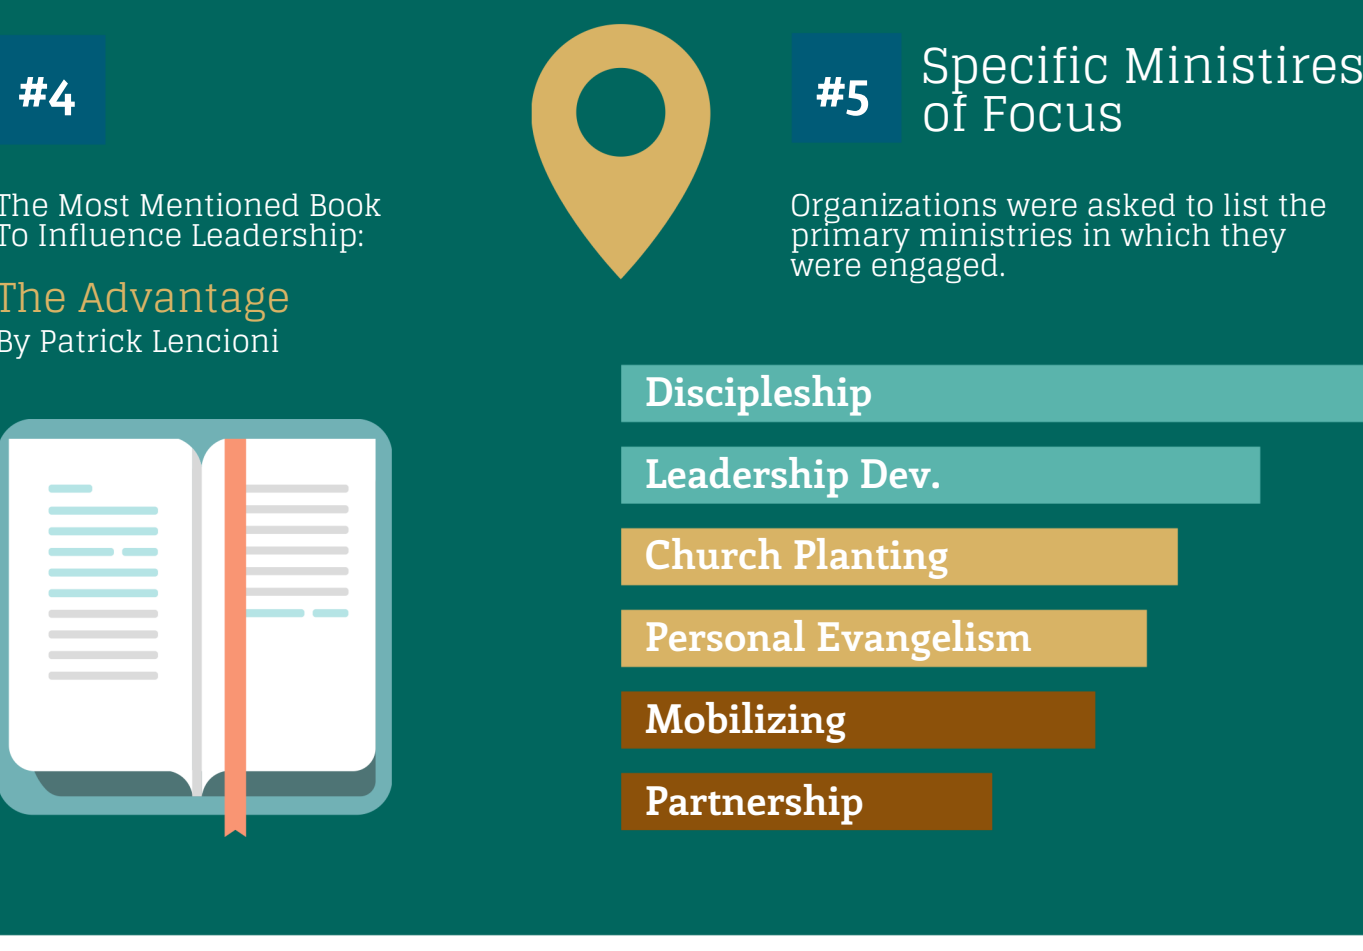 #4
The Most Mentioned Book
To Influence Leadership:
The Advantage
By Patrick Lencioni
#5
Specific Ministires
of Focus
Organizations were asked to list the
primary ministries in which they
were engaged.
Discipleship
Leadership Dev.
Church Planting
Personal Evangelism
Mobilizing
Partnership